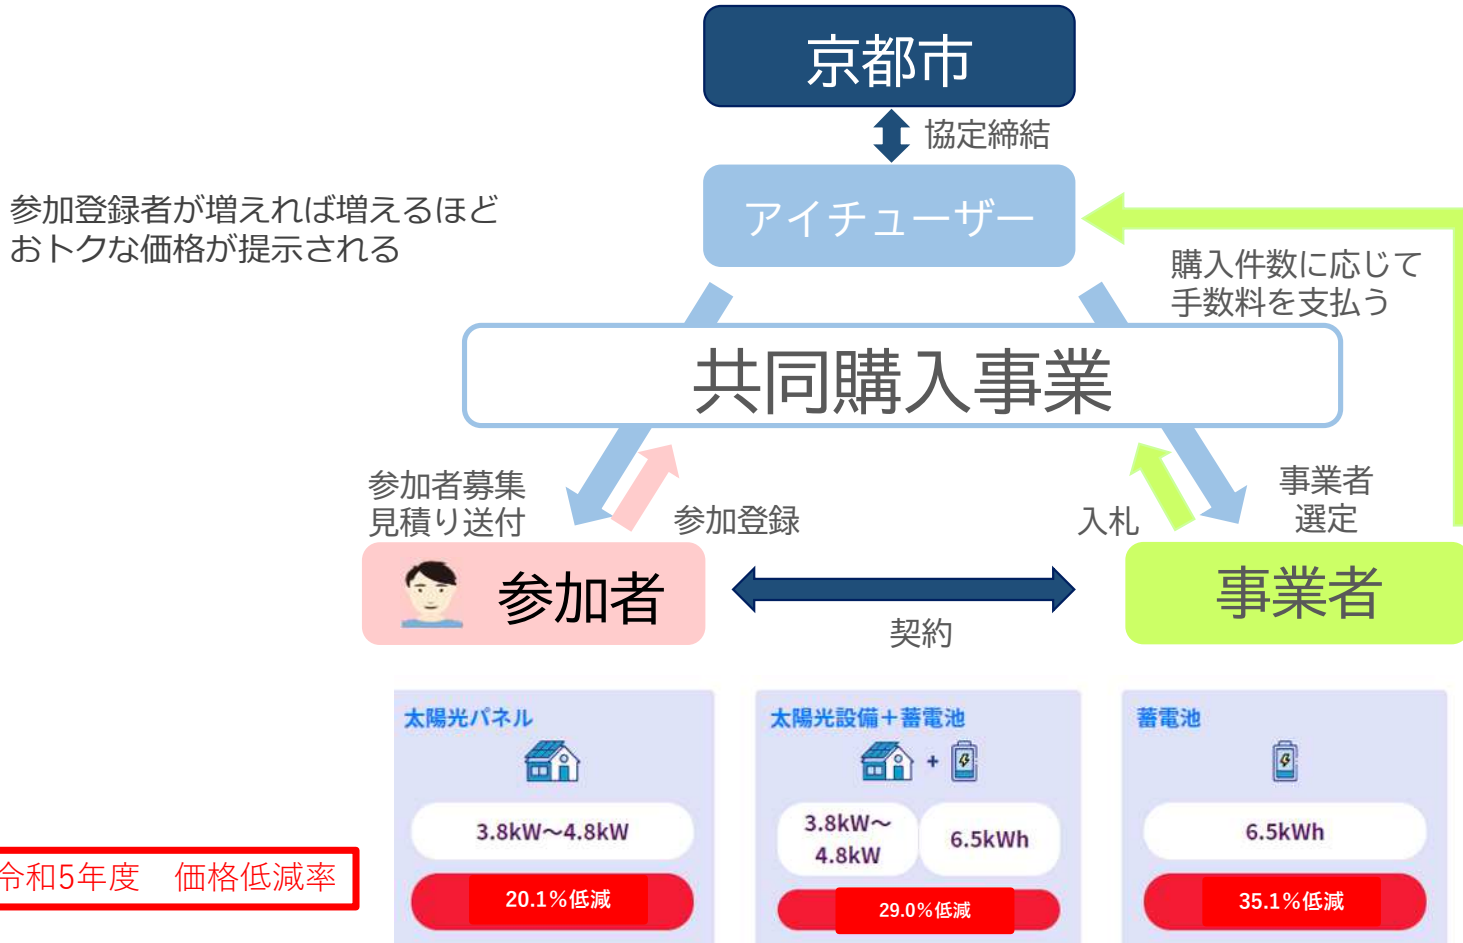 京都市
協定締結
アイチューザー
参加登録者が増えれば増えるほど
おトクな価格が提示される
購入件数に応じて
手数料を支払う
共同購入事業
参加者募集
見積り送付
参加登録
入札
事業者
選定
参加者
契約
事業者
太陽光パネル
3.8kW～4.8kW
20.1%低減
太陽光設備＋蓄電池
+
3.8kW～
4.8kW
6.5kWh
29.0%低減
蓄電池
6.5kWh
35.1%低減
令和5年度　価格低減率